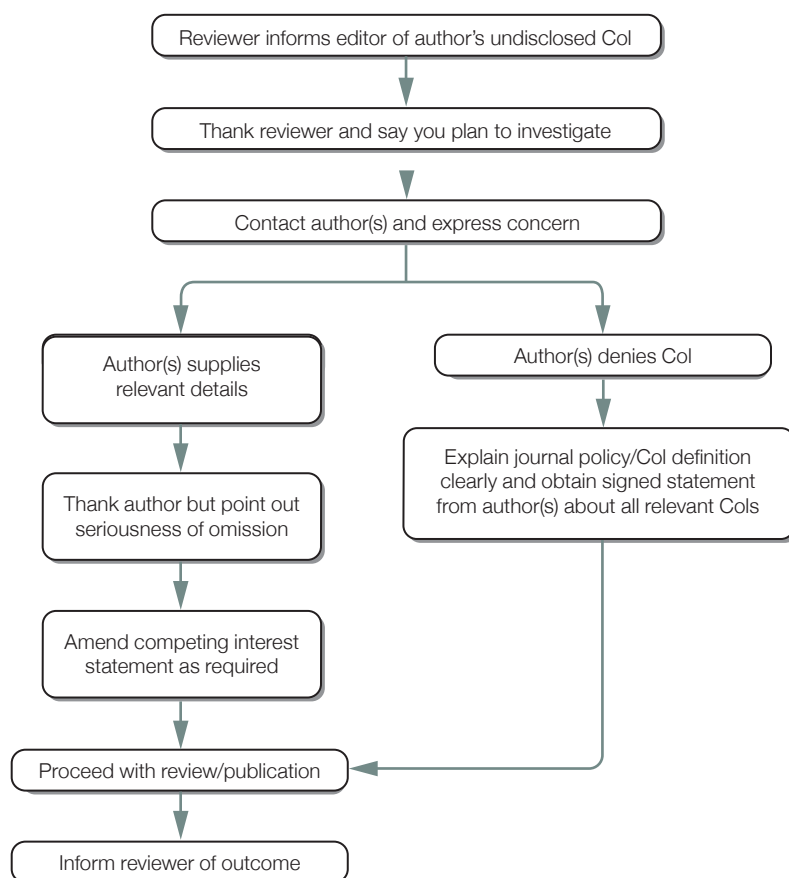 Reviewer informs editor of author's undisclosed CoI
Thank reviewer and say you plan to investigate
Contact author(s) and express concern
Author(s) supplies
relevant details
Thank author but point out
seriousness of omission
Amend competing interest
statement as required
Author(s) denies CoI
Explain journal policy/CoI definition
clearly and obtain signed statement
from author(s) about all relevant CoIs
Proceed with review/publication
Inform reviewer of outcome